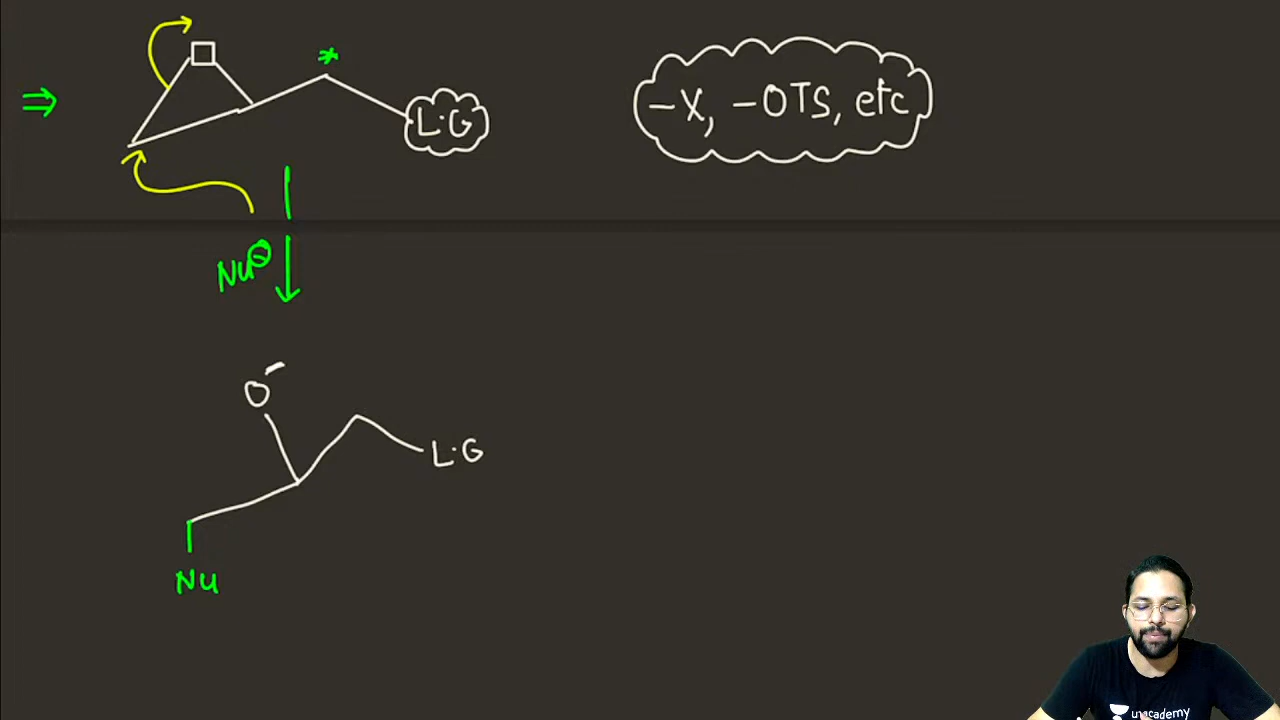 ⇒ □ * L·G
-X, -OTS, etc
Nu⊖
O⁻
L·G
Nu
unacademy